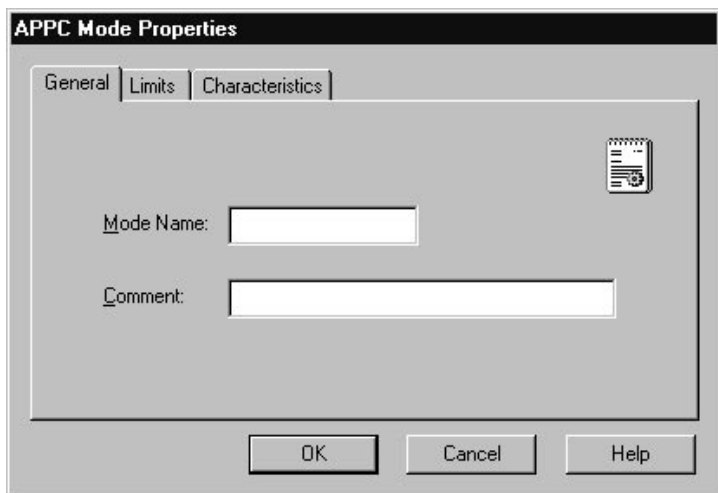 APPC Mode Properties
General Limits Characteristics
Mode Name:
Comment:
OK Cancel Help